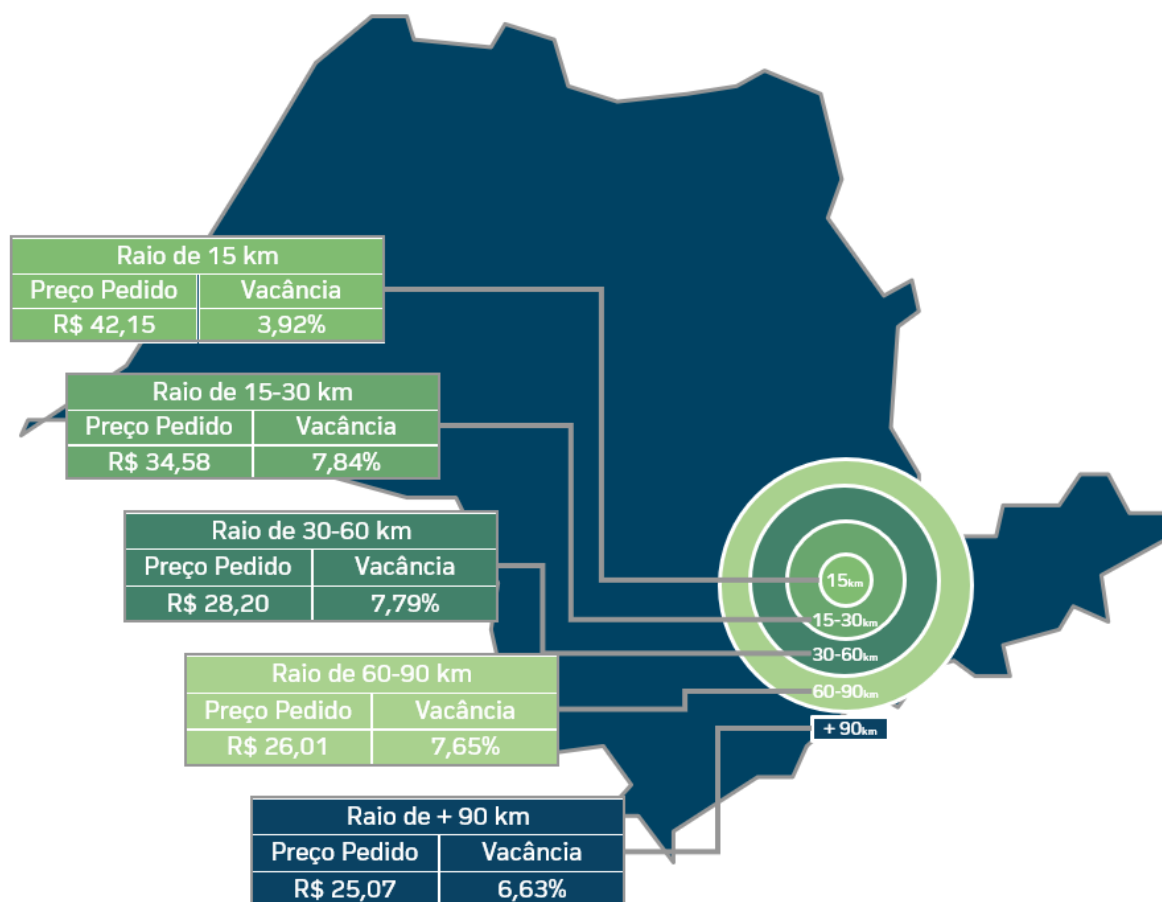 Raio de 15 km
Preço Pedido Vacância
R$ 42,15 3,92%
Raio de 15-30 km
Preço Pedido Vacância
R$ 34,58 7,84%
Raio de 30-60 km
Preço Pedido Vacância
R$ 28,20 7,79%
Raio de 60-90 km
Preço Pedido Vacância
R$ 26,01 7,65%
Raio de + 90 km
Preço Pedido Vacância
R$ 25,07 6,63%
15km
15-30km
30-60km
60-90km
+ 90km